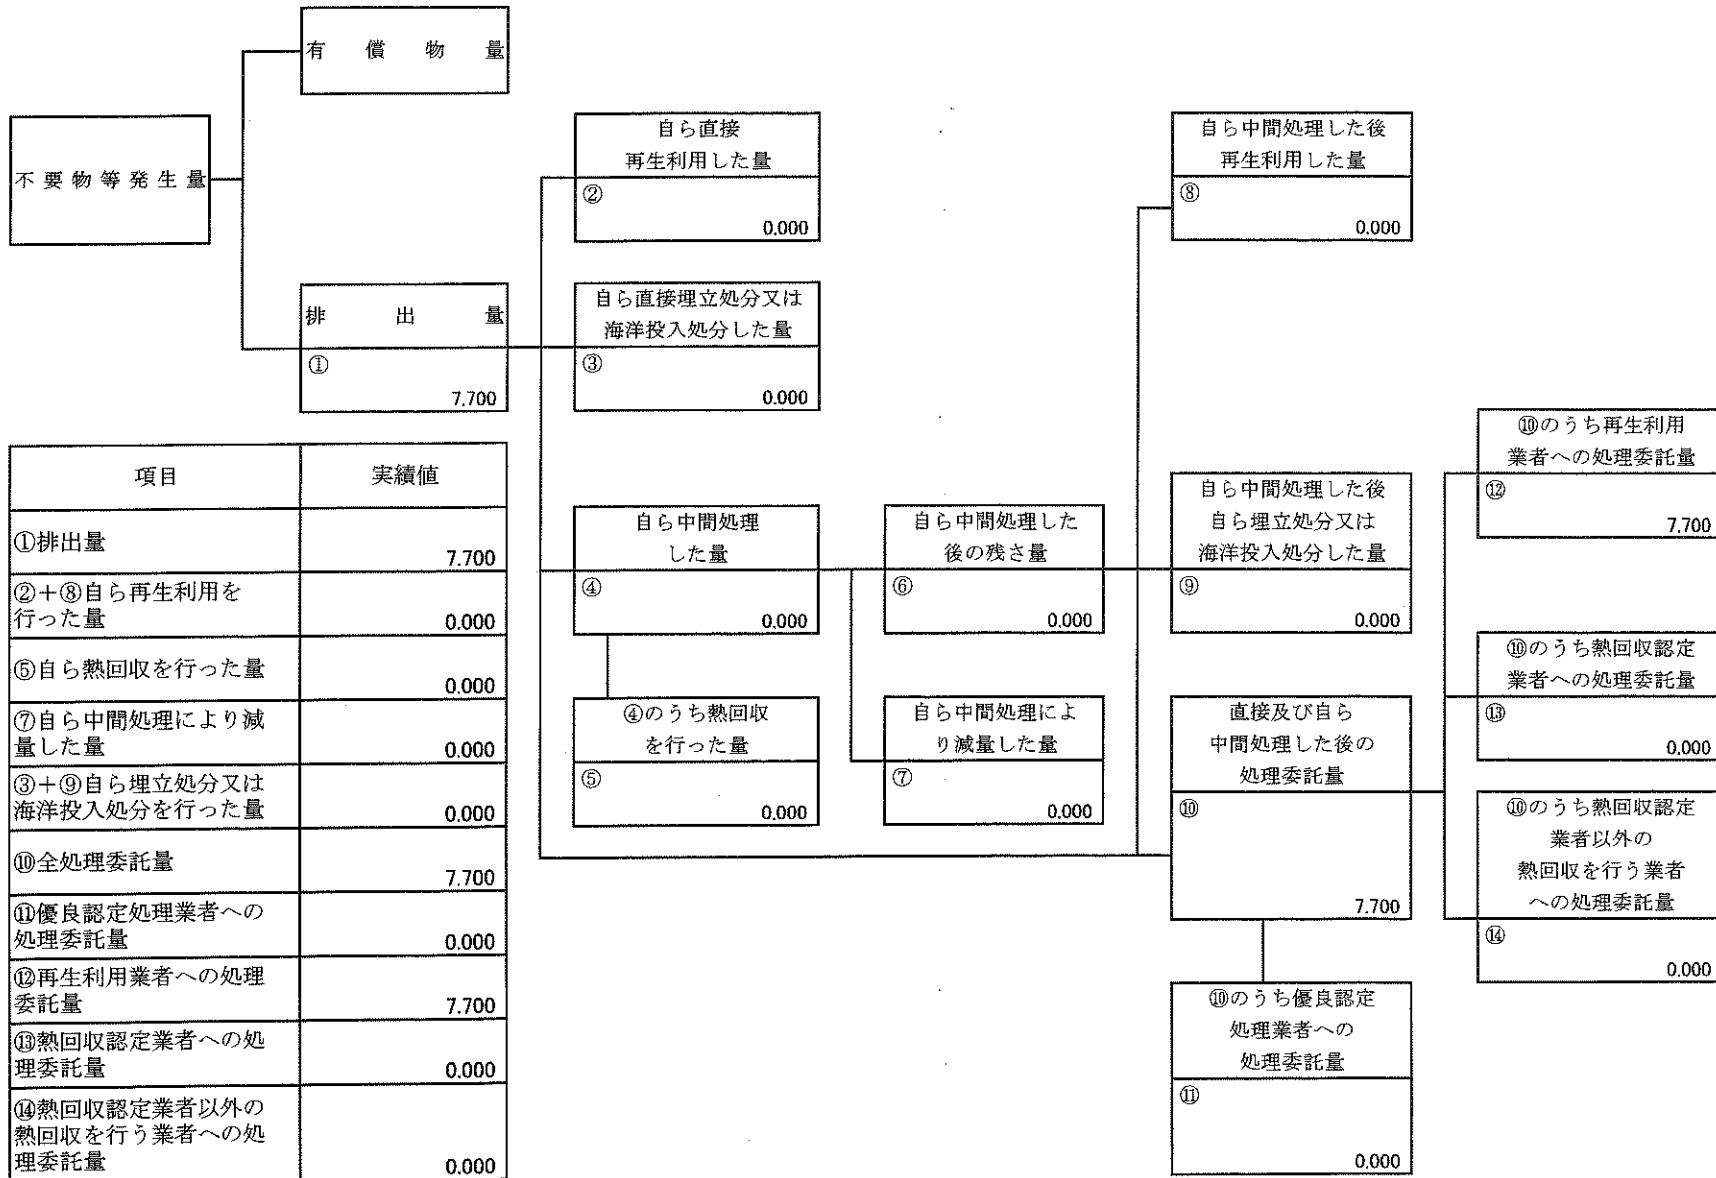 有償物量
不要物等発生量
排出量
①
7.700
自ら直接
再生利用した量
②
0.000
自ら直接埋立処分又は
海洋投入処分した量
③
0.000
自ら中間処理
した量
④
0.000
④のうち熱回収
を行った量
⑤
0.000
自ら中間処理した
後の残さ量
⑥
0.000
自ら中間処理によ
り減量した量
⑦
0.000
自ら中間処理した後
再生利用した量
⑧
0.000
自ら中間処理した後
自ら埋立処分又は
海洋投入処分した量
⑨
0.000
直接及び自ら
中間処理した後の
処理委託量
⑩
7.700
⑩のうち優良認定
処理業者への
処理委託量
⑪
0.000
⑩のうち再生利用
業者への処理委託量
⑫
7.700
⑩のうち熱回収認定
業者への処理委託量
⑬
0.000
⑩のうち熱回収認定
業者以外の
熱回収を行う業者
への処理委託量
⑭
0.000
項目 実績値
①排出量
7.700
②+⑧自ら再生利用を
行った量 0.000
⑤自ら熱回収を行った量
0.000
⑦自ら中間処理により減
量した量 0.000
③+⑨自ら埋立処分又は
海洋投入処分を行った量 0.000
⑩全処理委託量
7.700
⑪優良認定処理業者への
処理委託量 0.000
⑫再生利用業者への処理
委託量 7.700
⑬熱回収認定業者への処
理委託量 0.000
⑭熱回収認定業者以外の
熱回収を行う業者への処
理委託量 0.000